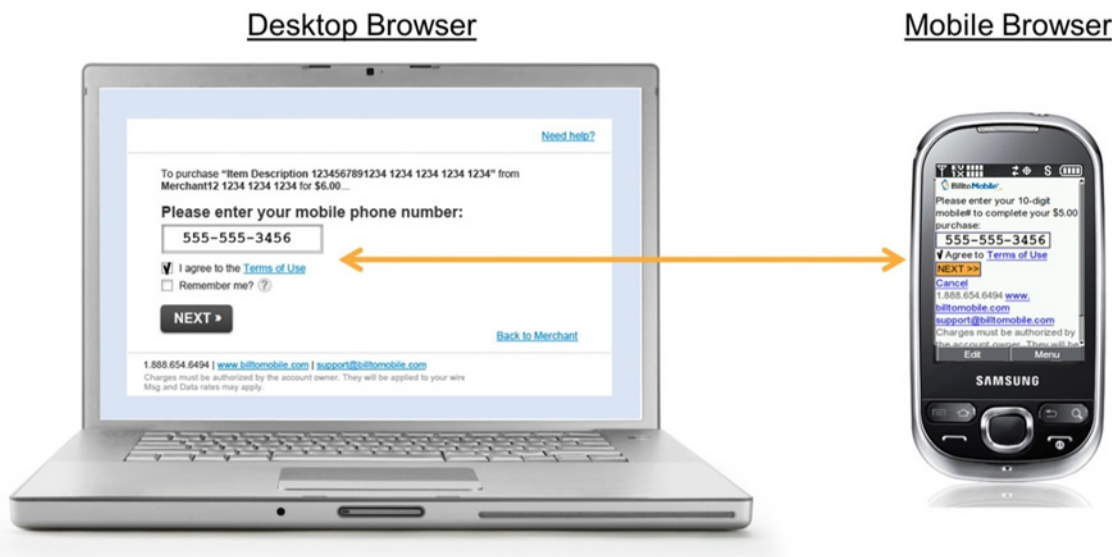 Desktop Browser
Mobile Browser
Need help?
To purchase "Item Description 1234567891234 1234 1234 1234 1234" from
Merchant12 1234 1234 1234 for $6.00...
Please enter your mobile phone number:
555-555-3456
I agree to the Terms of Use
Remember me? ?
NEXT »
Back to Merchant
1.888.654.6494 | www.billtomobile.com | support@billtomobile.com
Charges must be authorized by the account owner. They will be applied to your wire
Msg and Data rates may apply.
EV
1X
S
BilltoMobile
Please enter your 10-digit
mobile# to complete your $5.00
purchase:
555-555-3456
Agree to Terms of Use
NEXT >>
Cancel
1.888.654.6494 www.
billtomobile.com
support@billtomobile.com
Charges must be authorized by
the account owner. They will be
Edit
Menu
SAMSUNG